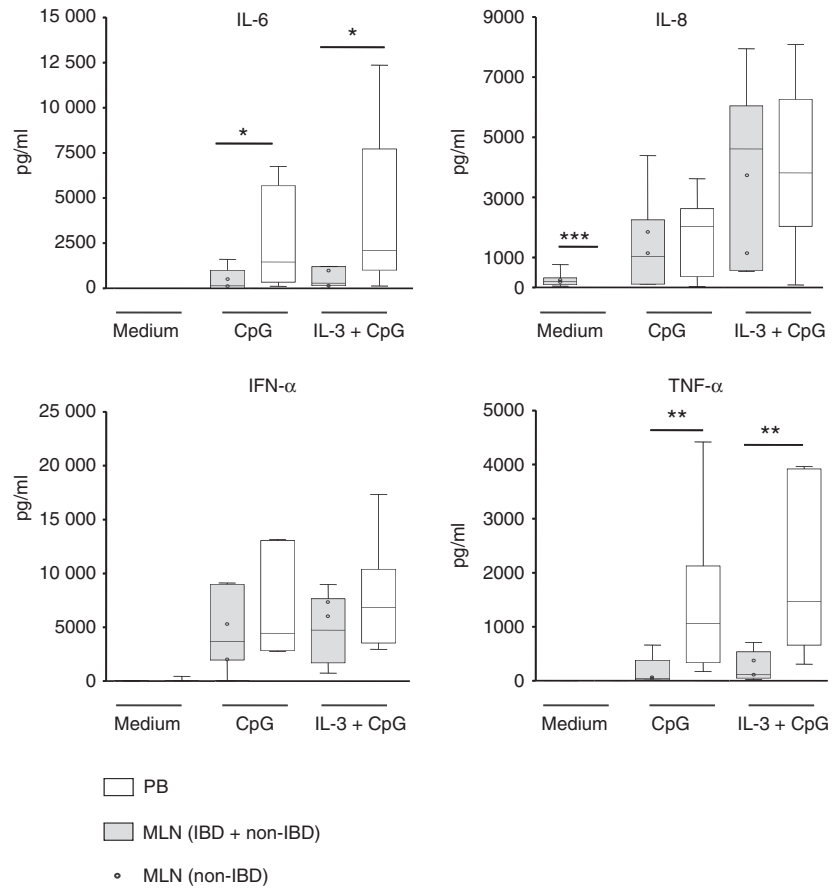 IL-6
15 000
12 500
10 000
7500
5000
2500
0
pg/ml
*
*
Medium
CpG
IL-3 + CpG
IL-8
9000
7000
5000
3000
1000
0
pg/ml
***
Medium
CpG
IL-3 + CpG
IFN-α
25 000
20 000
15 000
10 000
5000
0
pg/ml
Medium
CpG
IL-3 + CpG
TNF-α
5000
4000
3000
2000
1000
0
pg/ml
**
**
Medium
CpG
IL-3 + CpG
PB
MLN (IBD + non-IBD)
MLN (non-IBD)